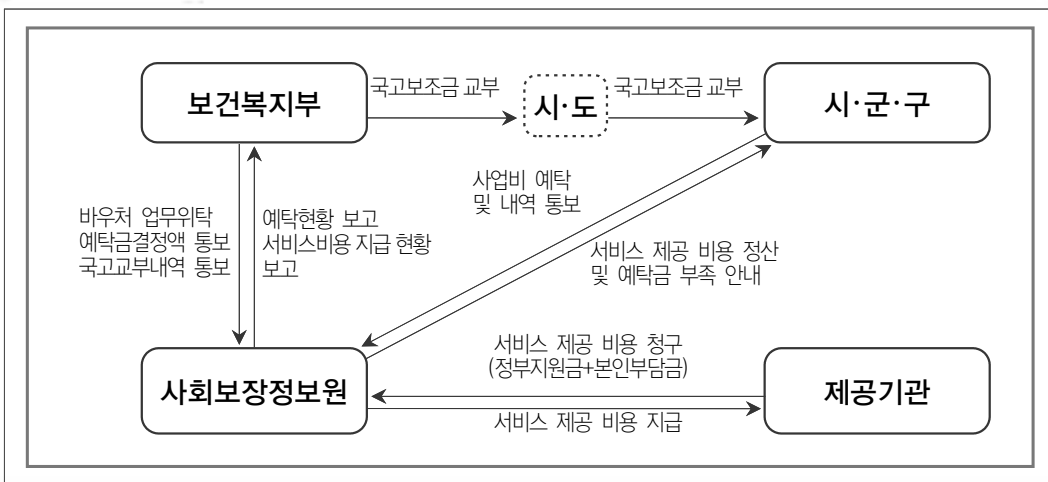 보건복지부
국고보조금 교부
시·도
국고보조금 교부
시·군·구
바우처 업무위탁
예탁금결정액 통보
국고교부내역 통보
예탁현황 보고
서비스비용 지급 현황
보고
사업비 예탁
및 내역 통보
서비스 제공 비용 정산
및 예탁금 부족 안내
사회보장정보원
서비스 제공 비용 청구
(정부지원금+본인부담금)
서비스 제공 비용 지급
제공기관